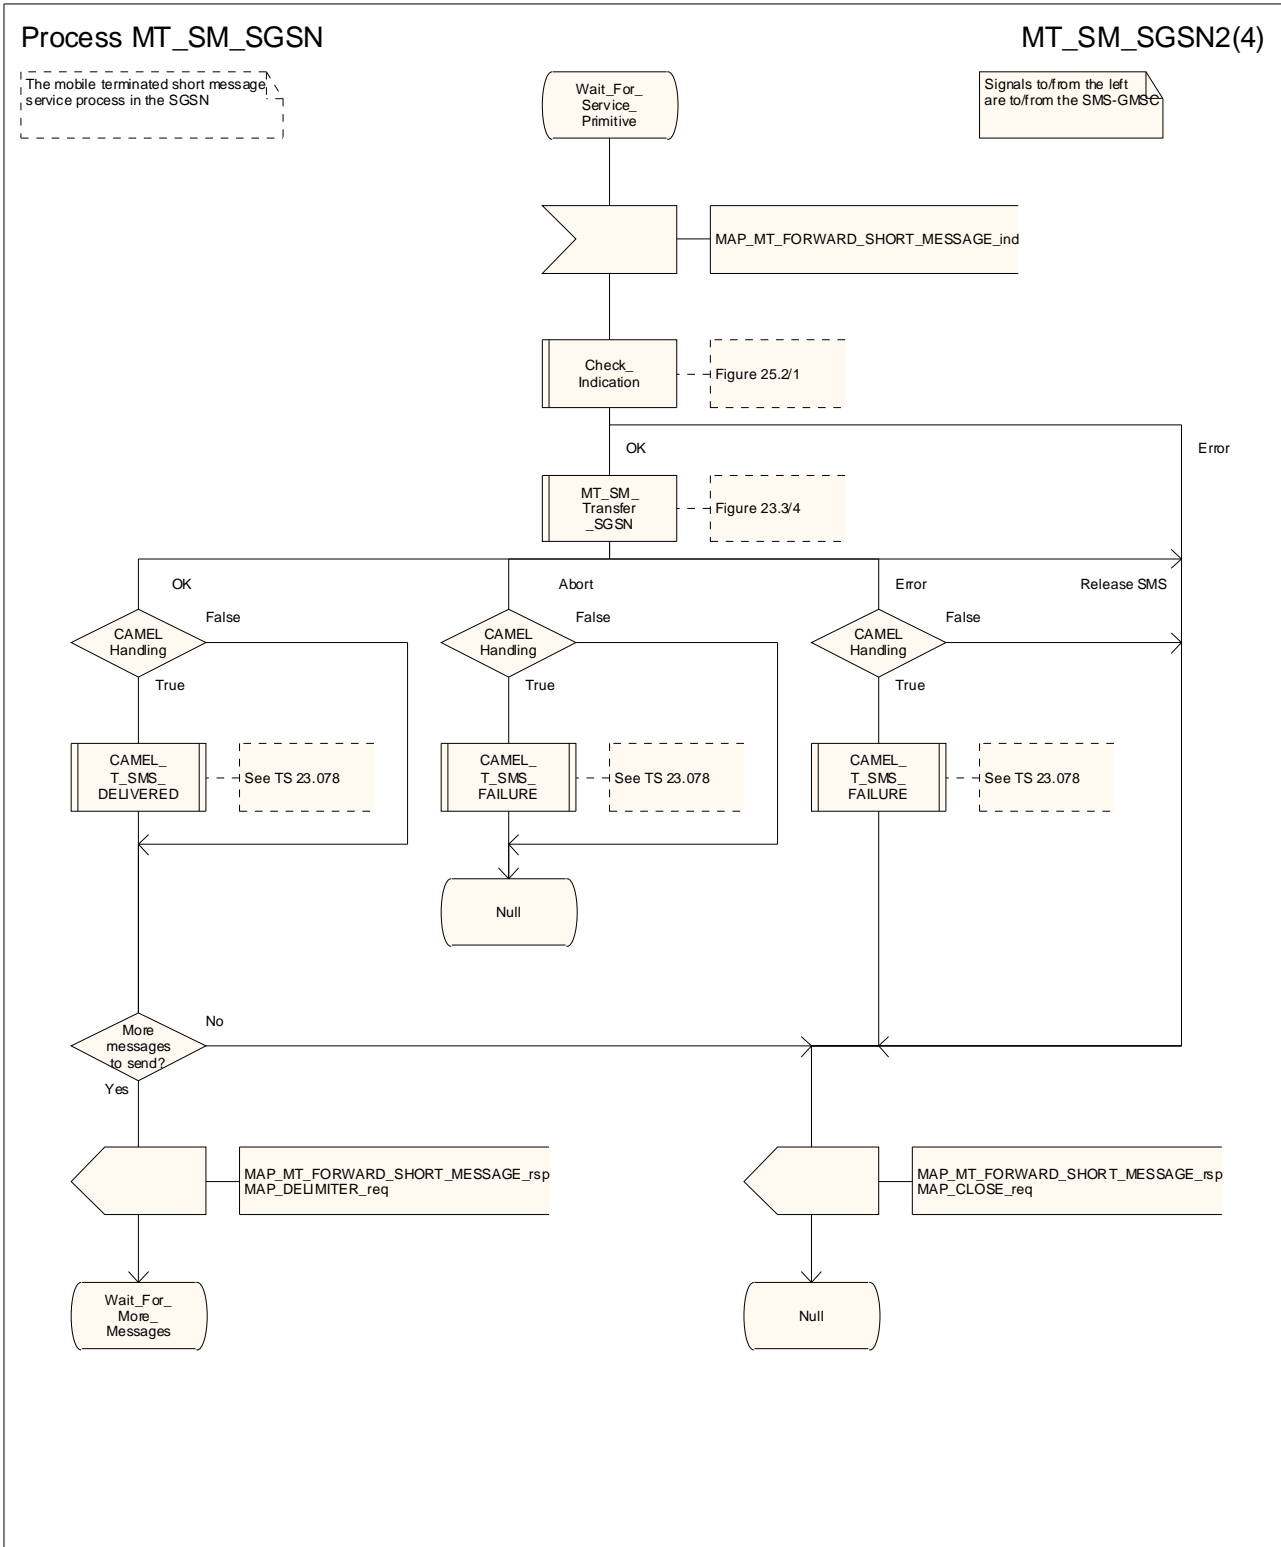 Process MT_SM_SGSN
MT_SM_SGSN2(4)
The mobile terminated short message
service process in the SGSN
Wait_For_
Service_
Primitive
Signals to/from the left
are to/from the SMS-GMSC
MAP_MT_FORWARD_SHORT_MESSAGE_ind
Check_
Indication
Figure 25.2/1
OK
Error
MT_SM_
Transfer
_SGSN
Figure 23.3/4
OK
Abort
Error
Release SMS
CAMEL
Handling
False
True
CAMEL
Handling
False
True
CAMEL
Handling
False
True
CAMEL_
T_SMS_
DELIVERED
See TS 23.078
CAMEL_
T_SMS_
FAILURE
See TS 23.078
CAMEL_
T_SMS_
FAILURE
See TS 23.078
Null
More
messages
to send?
No
Yes
MAP_MT_FORWARD_SHORT_MESSAGE_rsp
MAP_DELIMITER_req
MAP_MT_FORWARD_SHORT_MESSAGE_rsp
MAP_CLOSE_req
Wait_For_
More_
Messages
Null